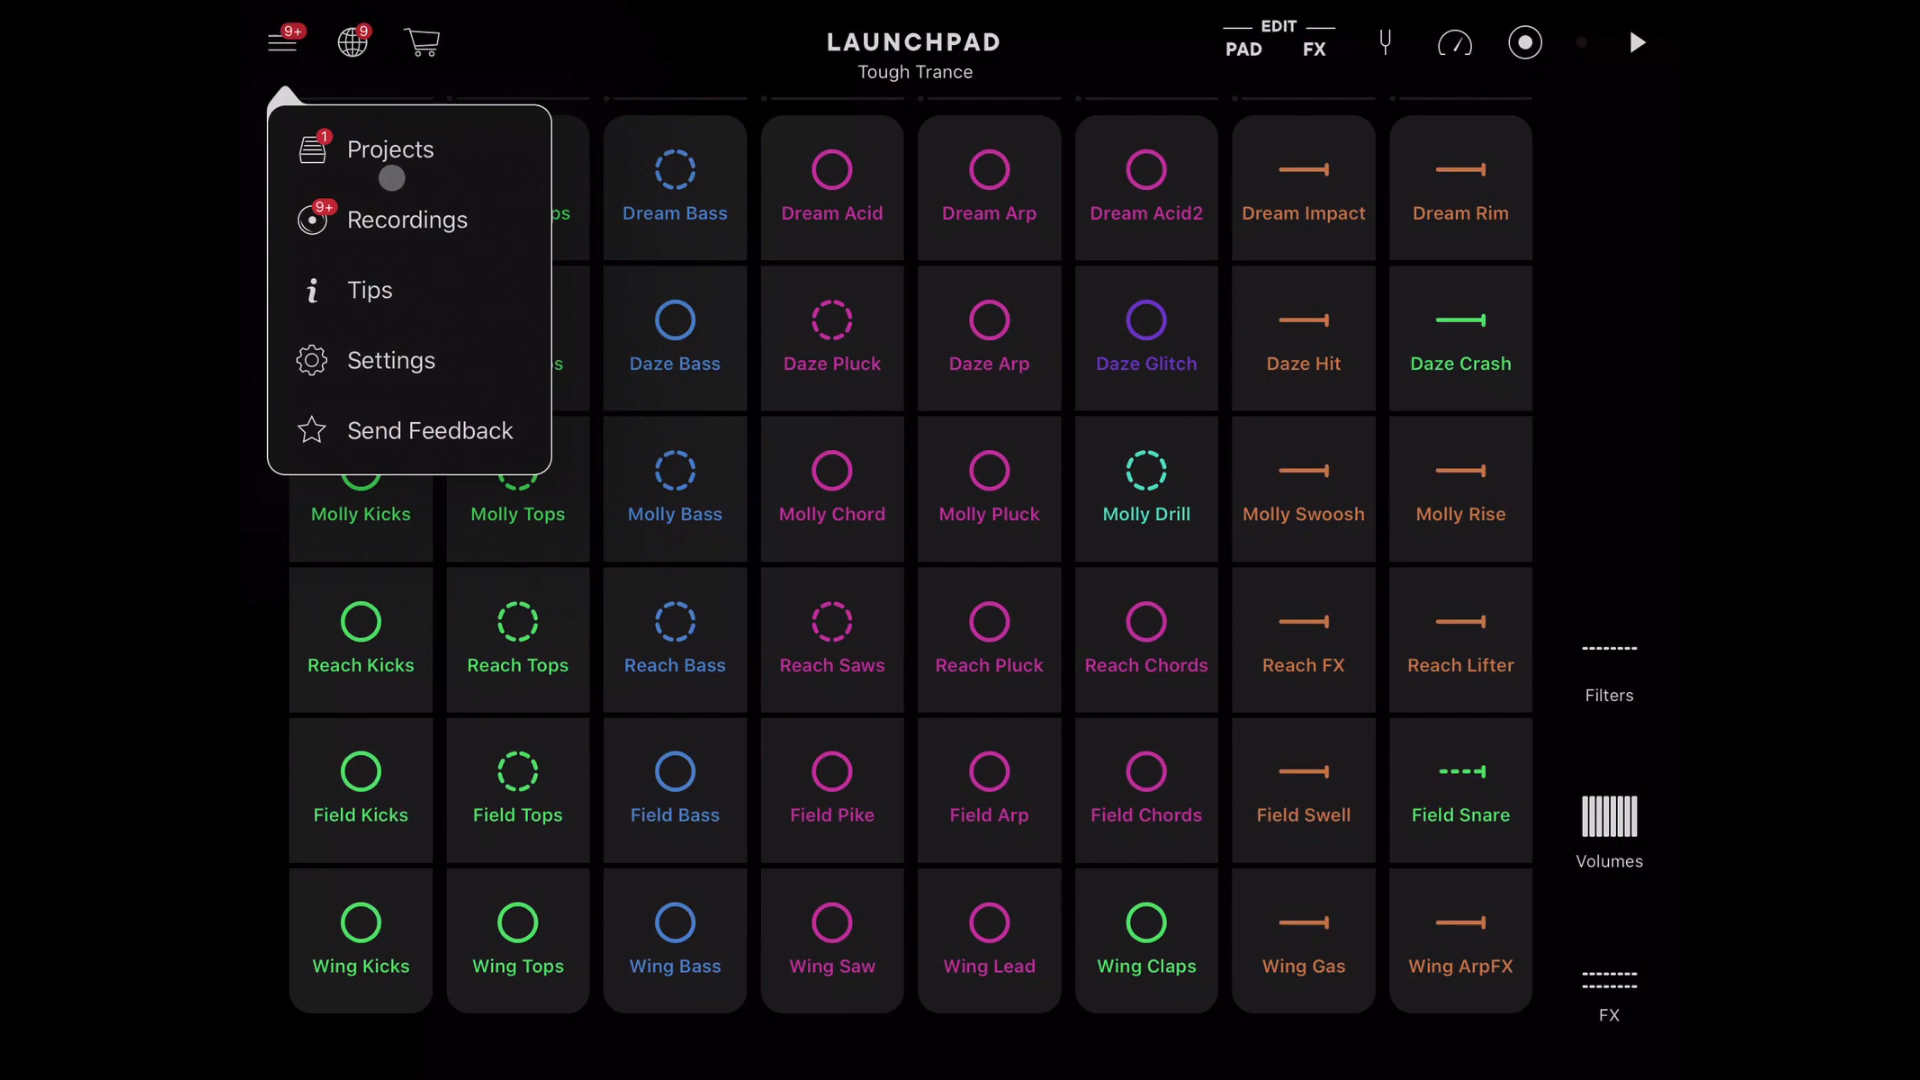 9+
9
LAUNCHPAD
Tough Trance
EDIT
PAD FX
1
Projects
9+
Recordings
Tips
Settings
Send Feedback
ps
Dream Bass
Dream Acid
Dream Arp
Dream Acid2
Dream Impact
Dream Rim
s
Daze Bass
Daze Pluck
Daze Arp
Daze Glitch
Daze Hit
Daze Crash
Molly Kicks
Molly Tops
Molly Bass
Molly Chord
Molly Pluck
Molly Drill
Molly Swoosh
Molly Rise
Reach Kicks
Reach Tops
Reach Bass
Reach Saws
Reach Pluck
Reach Chords
Reach FX
Reach Lifter
Filters
Field Kicks
Field Tops
Field Bass
Field Pike
Field Arp
Field Chords
Field Swell
Field Snare
Volumes
Wing Kicks
Wing Tops
Wing Bass
Wing Saw
Wing Lead
Wing Claps
Wing Gas
Wing ArpFX
FX